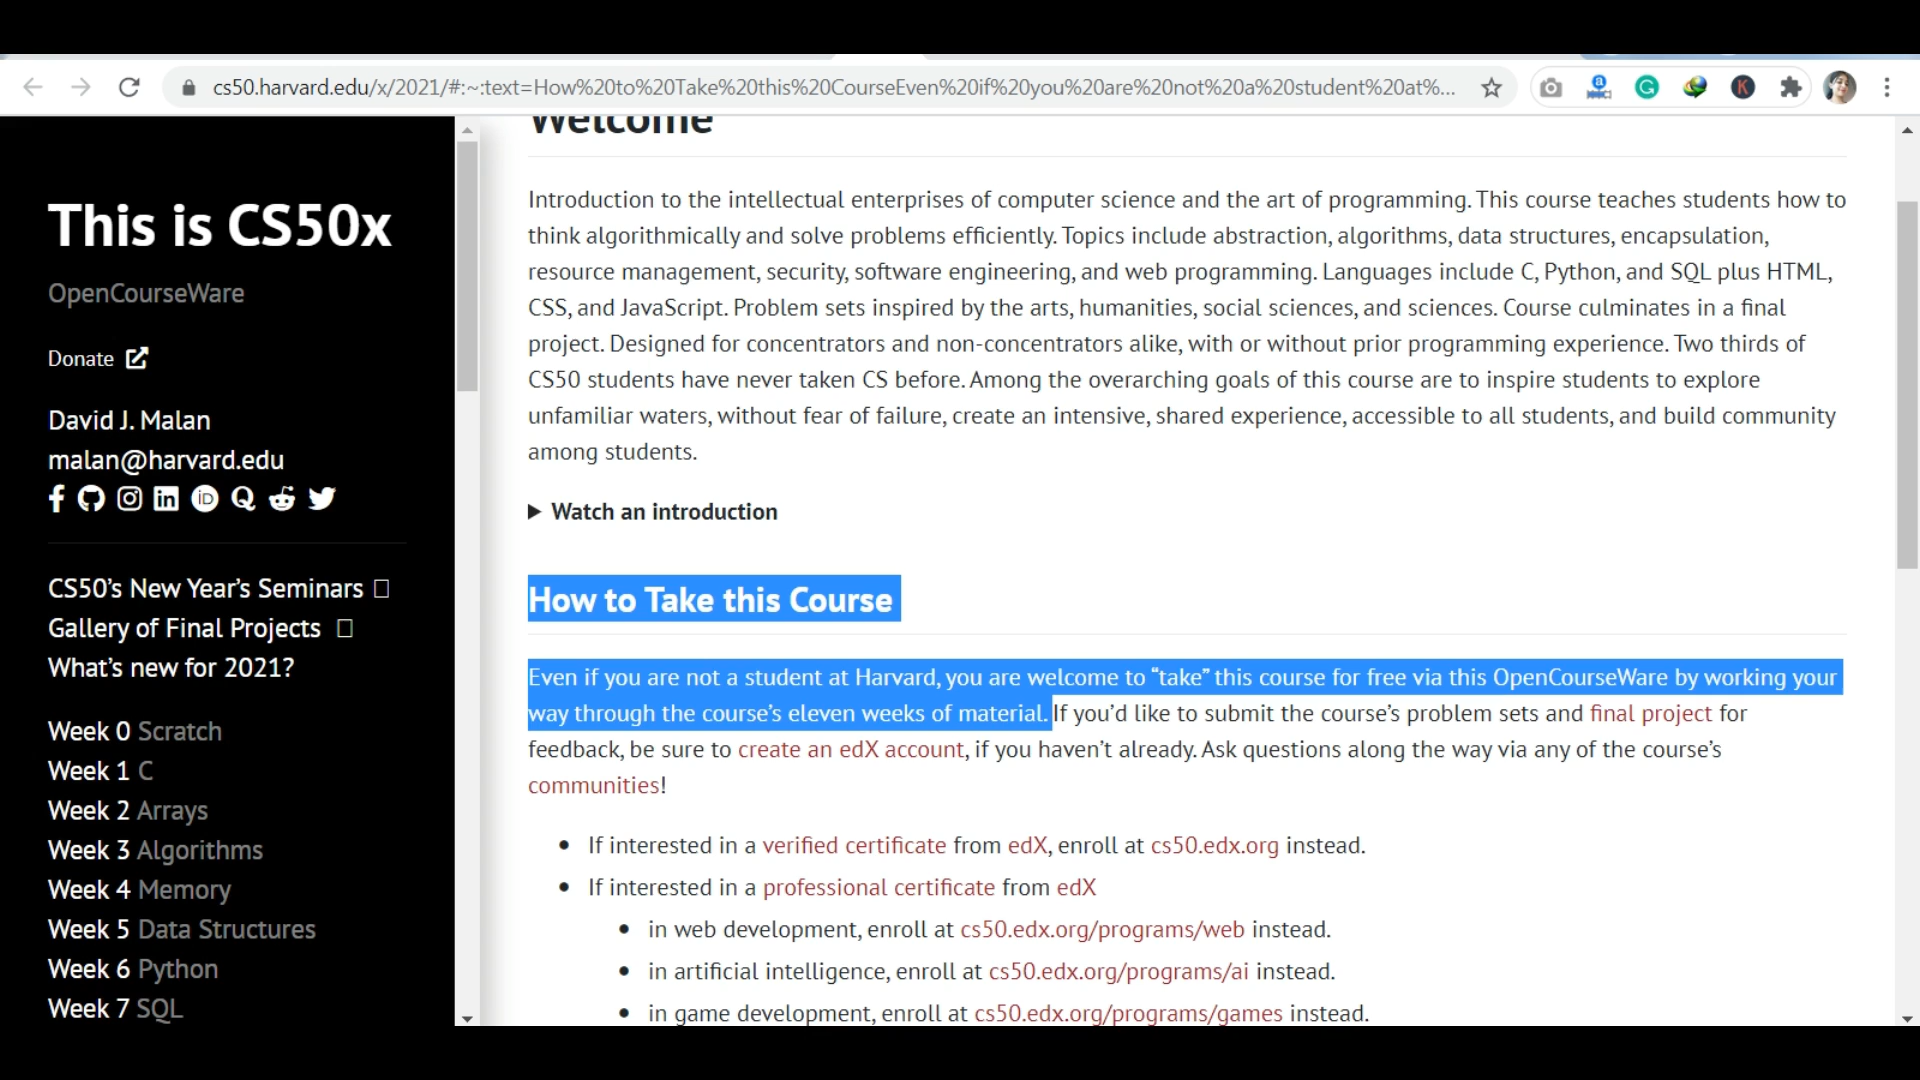 cs50.harvard.edu/x/2021/#:~:text=How%20to%20Take%20this%20CourseEven%20if%20you%20are%20not%20a%20student%20at%...
This is CS50x
OpenCourseWare
Donate
David J. Malan
malan@harvard.edu
CS50’s New Year’s Seminars
Gallery of Final Projects
What’s new for 2021?
Week 0 Scratch
Week 1 C
Week 2 Arrays
Week 3 Algorithms
Week 4 Memory
Week 5 Data Structures
Week 6 Python
Week 7 SQL
Welcome
Introduction to the intellectual enterprises of computer science and the art of programming. This course teaches students how to
think algorithmically and solve problems efficiently. Topics include abstraction, algorithms, data structures, encapsulation,
resource management, security, software engineering, and web programming. Languages include C, Python, and SQL plus HTML,
CSS, and JavaScript. Problem sets inspired by the arts, humanities, social sciences, and sciences. Course culminates in a final
project. Designed for concentrators and non-concentrators alike, with or without prior programming experience. Two thirds of
CS50 students have never taken CS before. Among the overarching goals of this course are to inspire students to explore
unfamiliar waters, without fear of failure, create an intensive, shared experience, accessible to all students, and build community
among students.
Watch an introduction
How to Take this Course
Even if you are not a student at Harvard, you are welcome to “take” this course for free via this OpenCourseWare by working your
way through the course’s eleven weeks of material. If you’d like to submit the course’s problem sets and final project for
feedback, be sure to create an edX account, if you haven’t already. Ask questions along the way via any of the course’s
communities!
If interested in a verified certificate from edX, enroll at cs50.edx.org instead.
If interested in a professional certificate from edX
in web development, enroll at cs50.edx.org/programs/web instead.
in artificial intelligence, enroll at cs50.edx.org/programs/ai instead.
in game development, enroll at cs50.edx.org/programs/games instead.